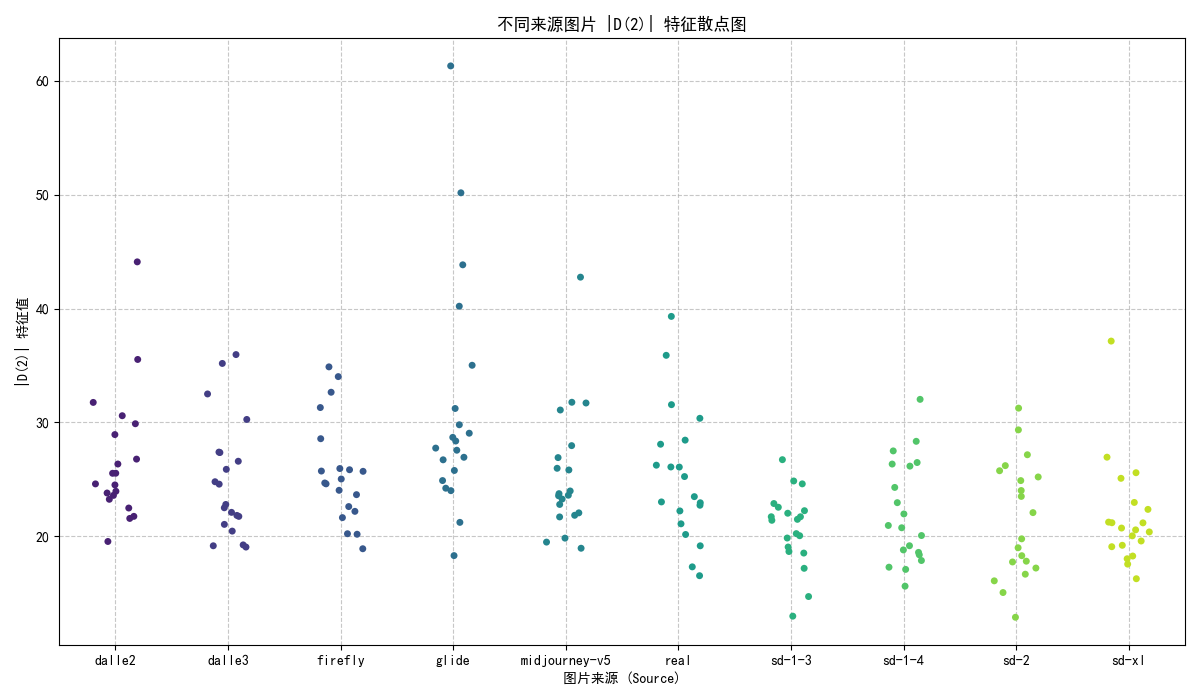 不同来源图片 |D(2)| 特征散点图
|D(2)| 特征值
60
50
40
30
20
dalle2 dalle3 firefly glide midjourney-v5 real sd-1-3 sd-1-4 sd-2 sd-xl
图片来源 (Source)